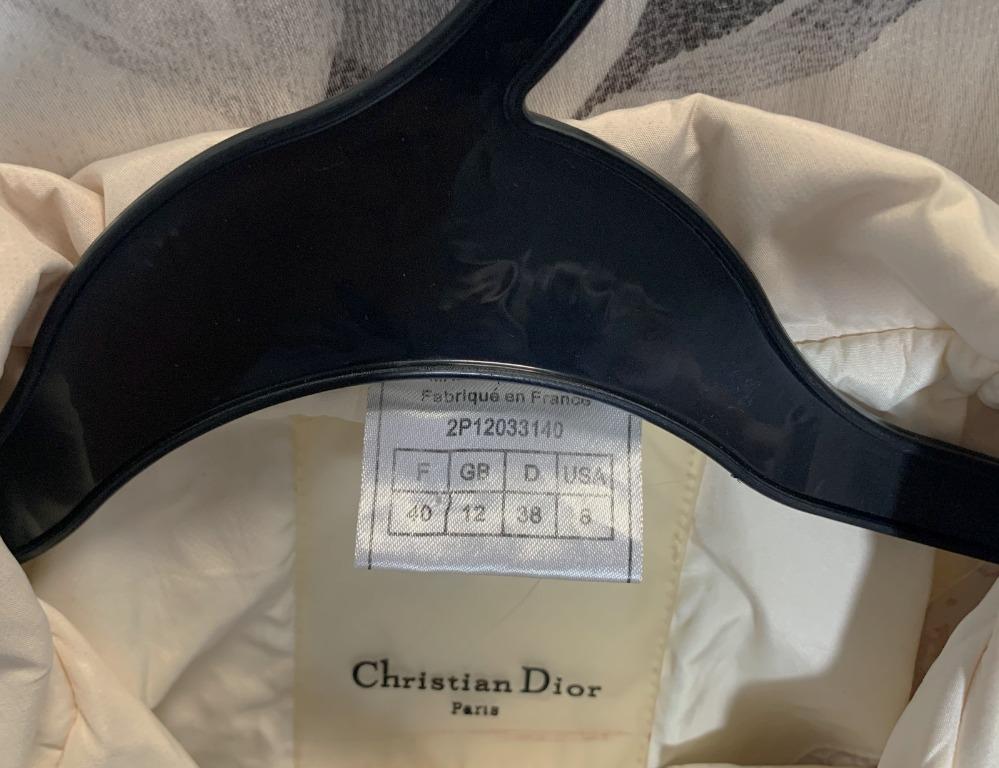 Fabriqué en France
2P12033140
F GB D USA
40 12 38 8
Christian Dior
Paris